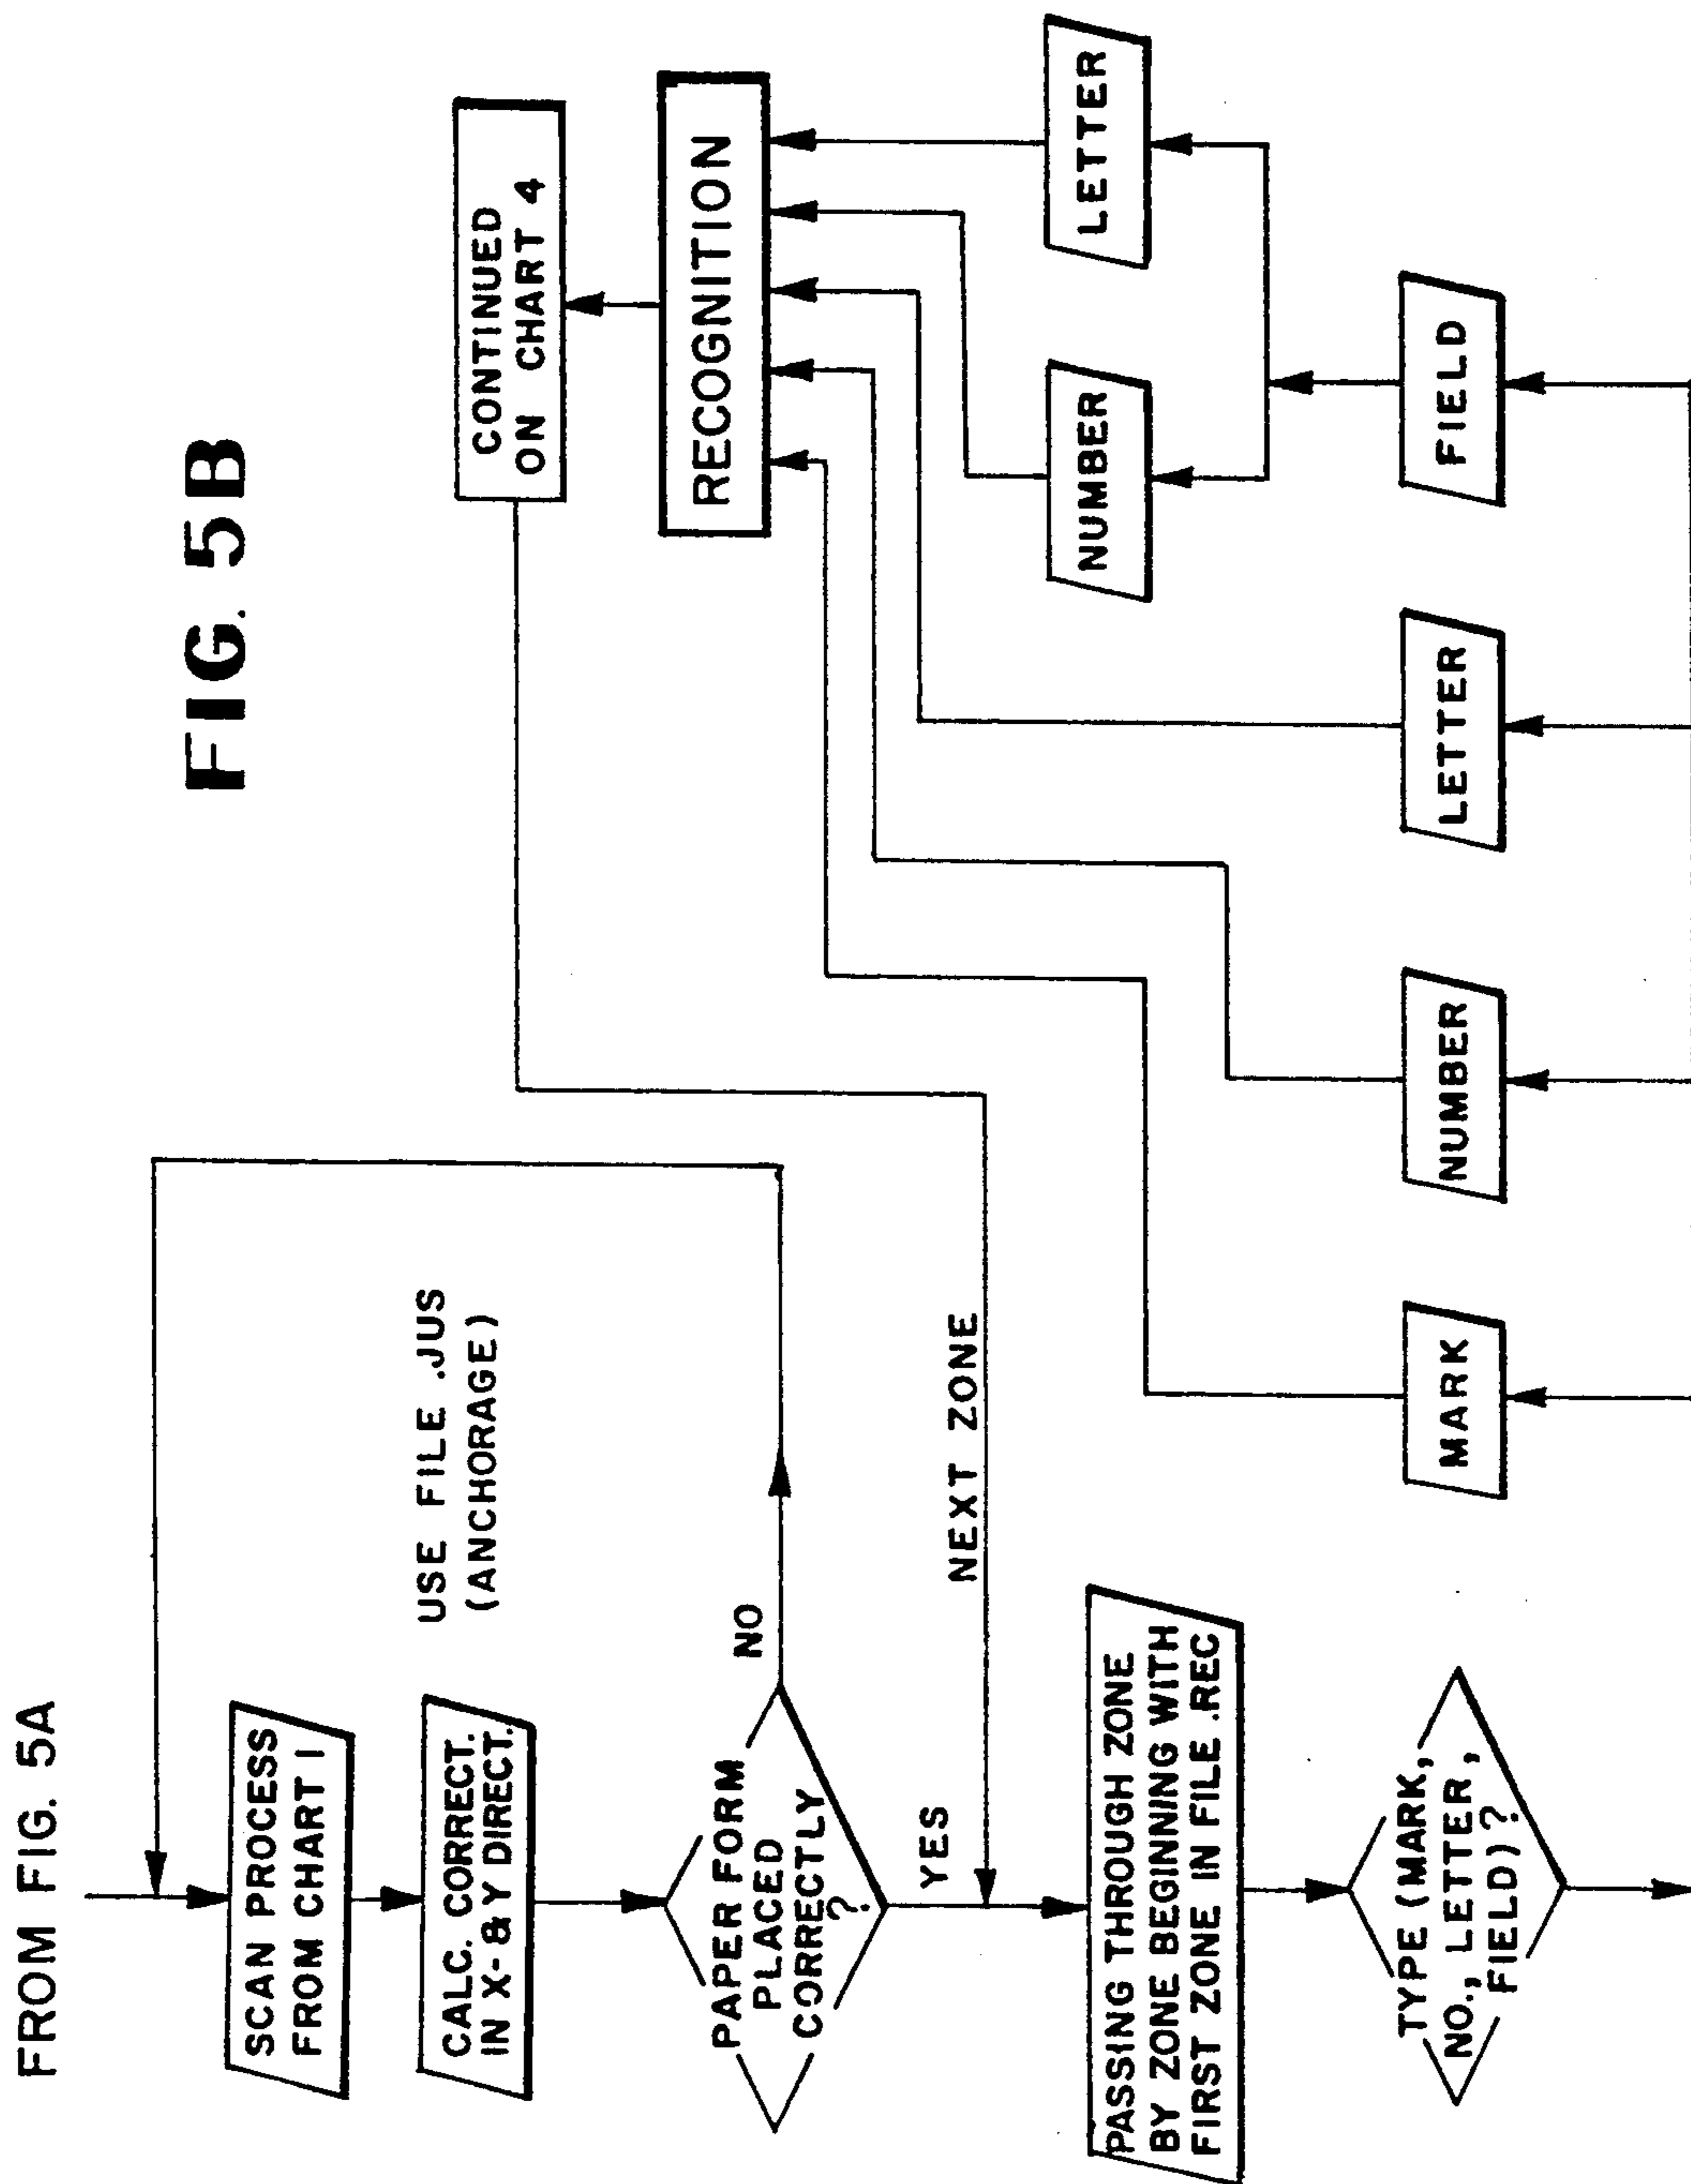 FIG. 5B
FROM FIG. 5A
SCAN PROCESS
FROM CHART 1
CALC. CORRECT.
IN X- & Y DIRECT.
USE FILE .JUS
(ANCHORAGE)
PAPER FORM
PLACED
CORRECTLY
?
NO
YES
NEXT ZONE
PASSING THROUGH ZONE
BY ZONE BEGINNING WITH
FIRST ZONE IN FILE .REC
TYPE (MARK,
NO., LETTER,
FIELD)?
MARK
NUMBER
LETTER
FIELD
NUMBER
LETTER
RECOGNITION
CONTINUED
ON CHART 4